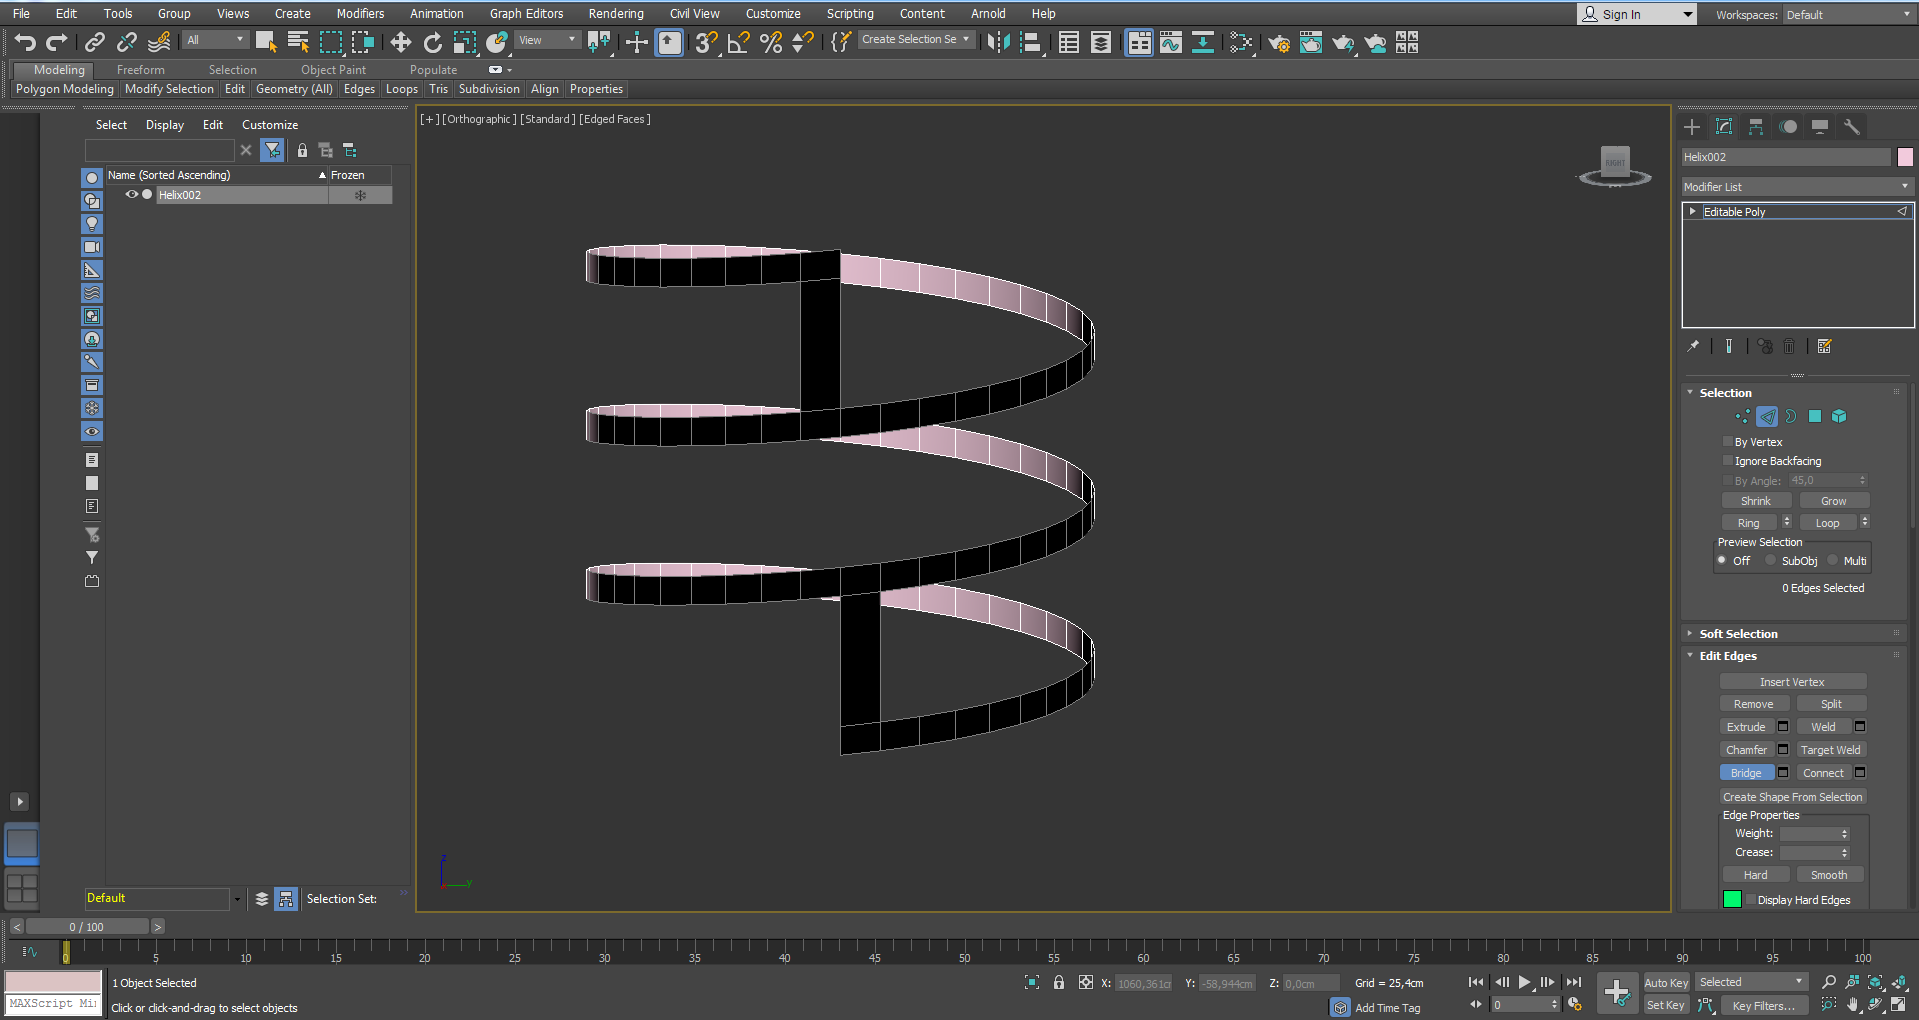 File Edit Tools Group Views Create Modifiers Animation Graph Editors Rendering Civil View Customize Scripting Content Arnold Help Sign In Workspaces: Default
All View Create Selection Se
Modeling Freeform Selection Object Paint Populate
Polygon Modeling Modify Selection Edit Geometry (All) Edges Loops Tris Subdivision Align Properties
Select Display Edit Customize
Name (Sorted Ascending) Frozen
Helix002
[+] [Orthographic] [Standard] [Edged Faces]
RIGHT
z
y
Helix002
Modifier List
Editable Poly
Selection
By Vertex
Ignore Backfacing
By Angle: 45,0
Shrink Grow
Ring Loop
Preview Selection
Off SubObj Multi
0 Edges Selected
Soft Selection
Edit Edges
Insert Vertex
Remove Split
Extrude Weld
Chamfer Target Weld
Bridge Connect
Create Shape From Selection
Edge Properties
Weight:
Crease:
Hard Smooth
Display Hard Edges
Default Selection Set:
< 0 / 100 >
0 5 10 15 20 25 30 35 40 45 50 55 60 65 70 75 80 85 90 95 100
1 Object Selected X: 1060,361cm Y: -58,944cm Z: 0,0cm Grid = 25,4cm Auto Key Selected
MAXScript Mi Click or click-and-drag to select objects Add Time Tag 0 Set Key Key Filters...